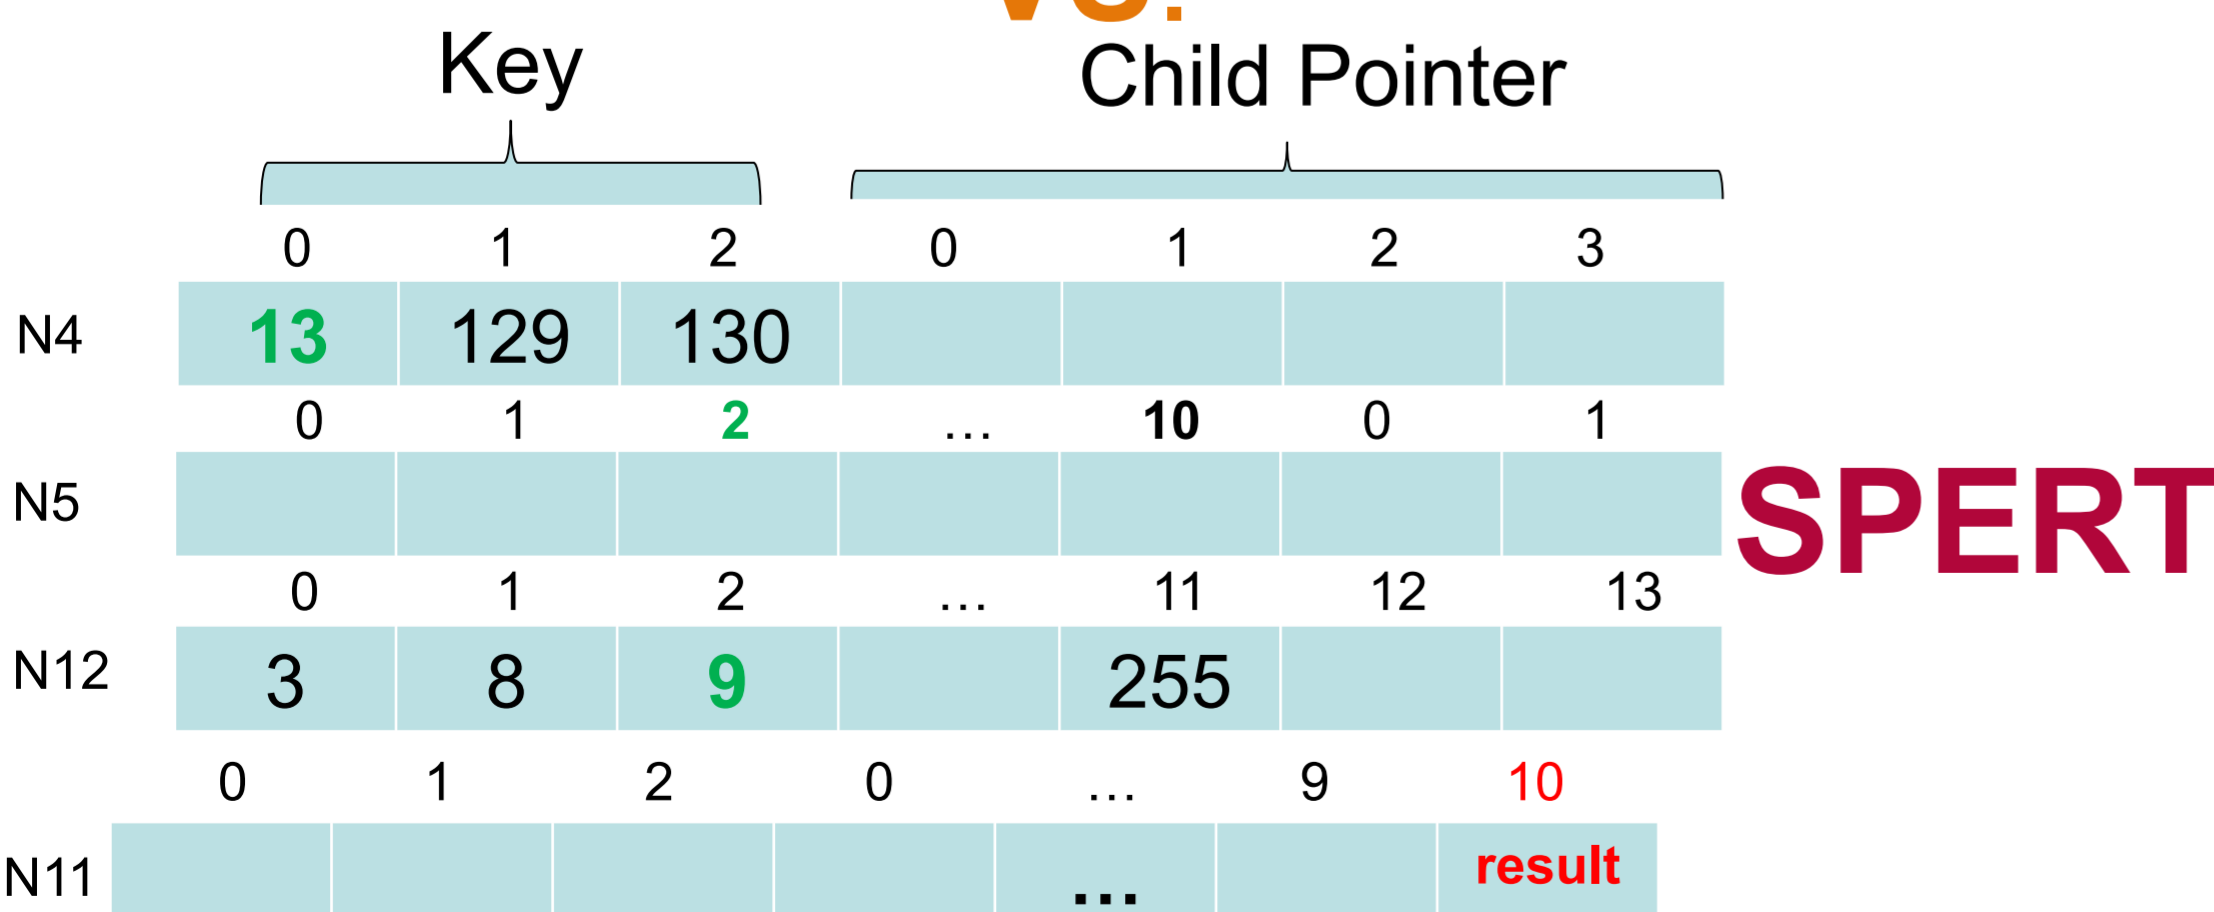 vs.
Key Child Pointer
0 1 2 0 1 2 3
N4 13 129 130
0 1 2 ... 10 0 1
N5
SPERT
0 1 2 ... 11 12 13
N12 3 8 9 255
0 1 2 0 ... 9 10
N11 ... result